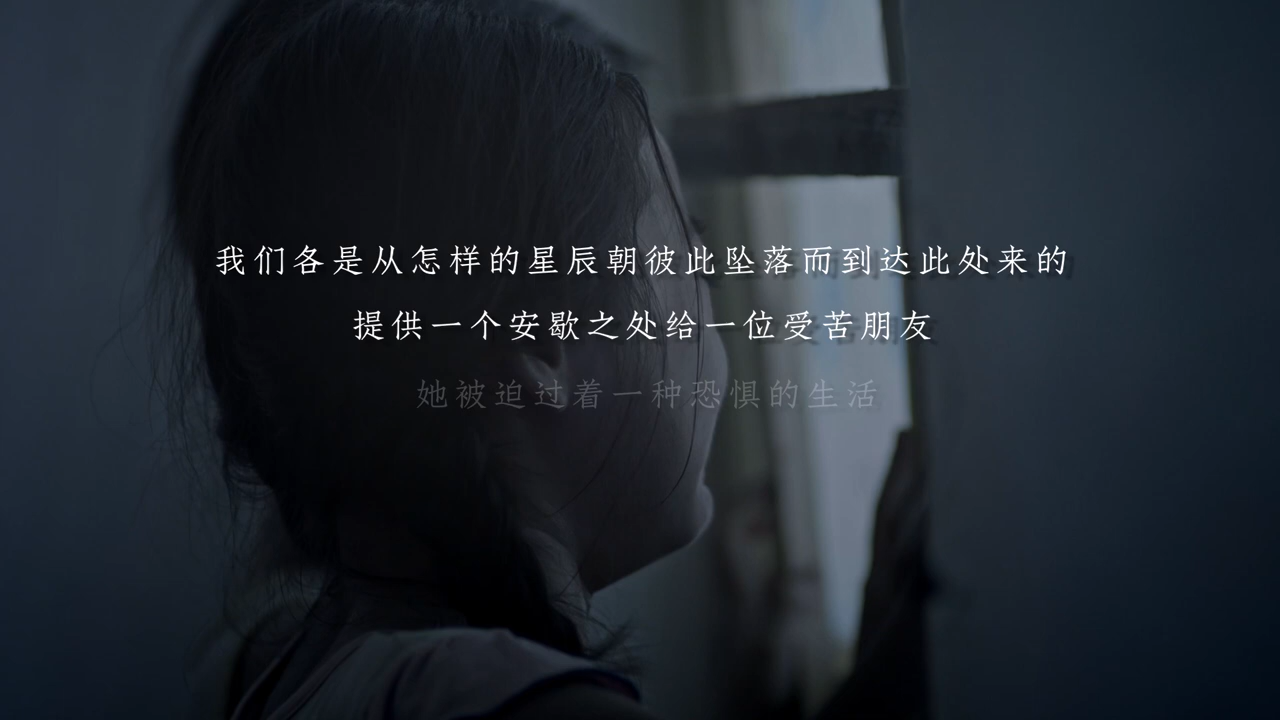 我们各是从怎样的星辰朝彼此坠落而到达此处来的
提供一个安歇之处给一位受苦朋友
她被迫过着一种恐惧的生活